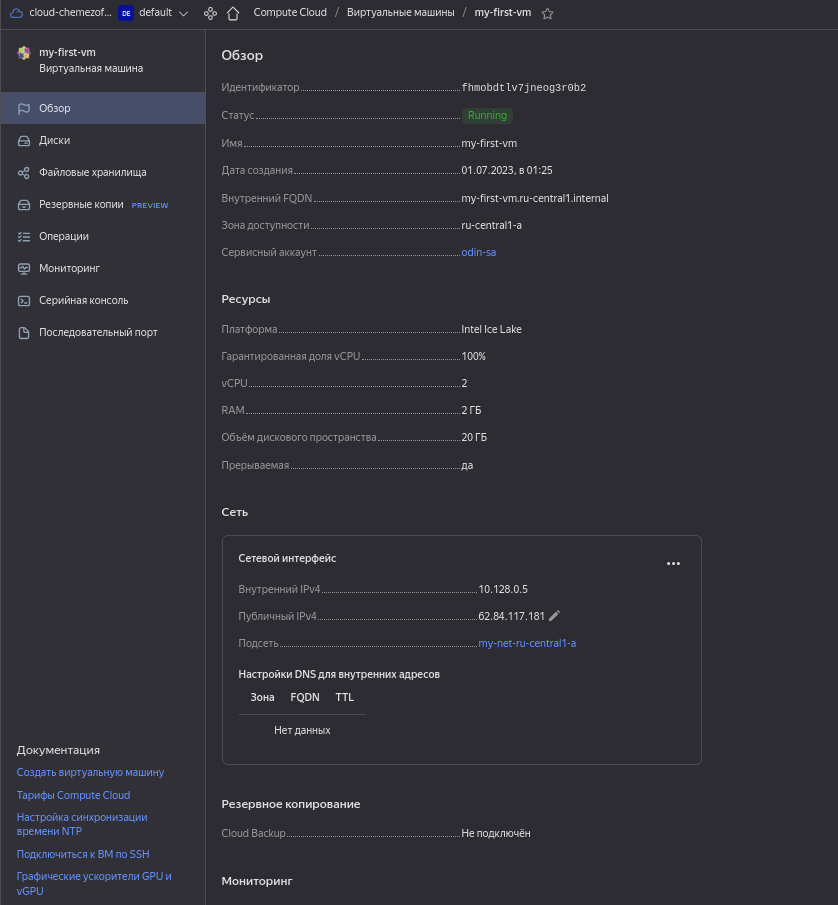 cloud-chemezof... DE default Compute Cloud / Виртуальные машины / my-first-vm
my-first-vm
Виртуальная машина
Обзор
Диски
Файловые хранилища
Резервные копии PREVIEW
Операции
Мониторинг
Серийная консоль
Последовательный порт
Документация
Создать виртуальную машину
Тарифы Compute Cloud
Настройка синхронизации
времени NTP
Подключиться к ВМ по SSH
Графические ускорители GPU и
vGPU
Обзор
Идентификатор fhmobdtlv7jneog3r0b2
Статус Running
Имя my-first-vm
Дата создания 01.07.2023, в 01:25
Внутренний FQDN my-first-vm.ru-central1.internal
Зона доступности ru-central1-a
Сервисный аккаунт odin-sa
Ресурсы
Платформа Intel Ice Lake
Гарантированная доля vCPU 100%
vCPU 2
RAM 2 ГБ
Объём дискового пространства 20 ГБ
Прерываемая да
Сеть
Сетевой интерфейс
Внутренний IPv4 10.128.0.5
Публичный IPv4 62.84.117.181
Подсеть my-net-ru-central1-a
Настройки DNS для внутренних адресов
Зона FQDN TTL
Нет данных
Резервное копирование
Cloud Backup Не подключён
Мониторинг